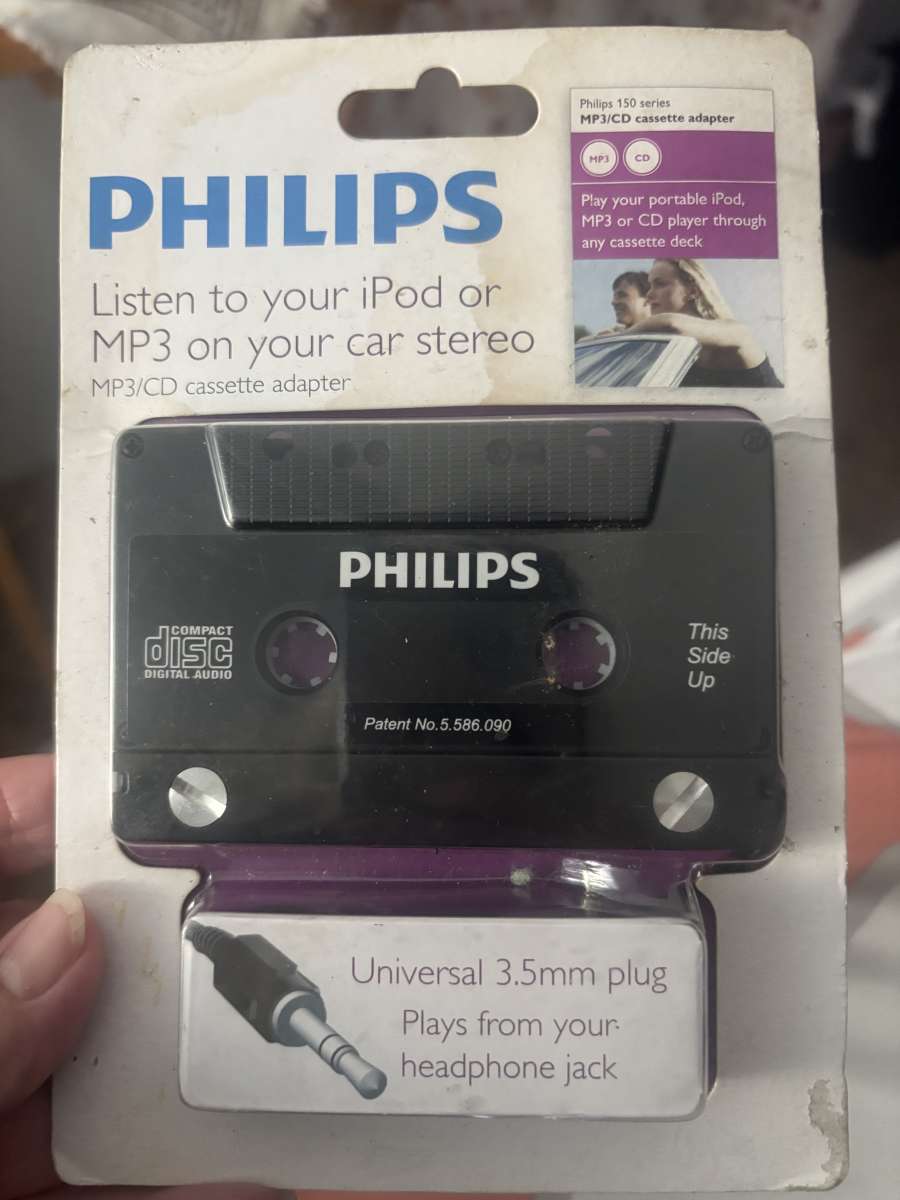 Philips 150 series
MP3/CD cassette adapter
MP3 CD
Play your portable iPod,
MP3 or CD player through
any cassette deck
PHILIPS
Listen to your iPod or
MP3 on your car stereo
MP3/CD cassette adapter
PHILIPS
COMPACT
disc
DIGITAL AUDIO
This
Side
Up
Patent No.5.586.090
Universal 3.5mm plug
Plays from your
headphone jack